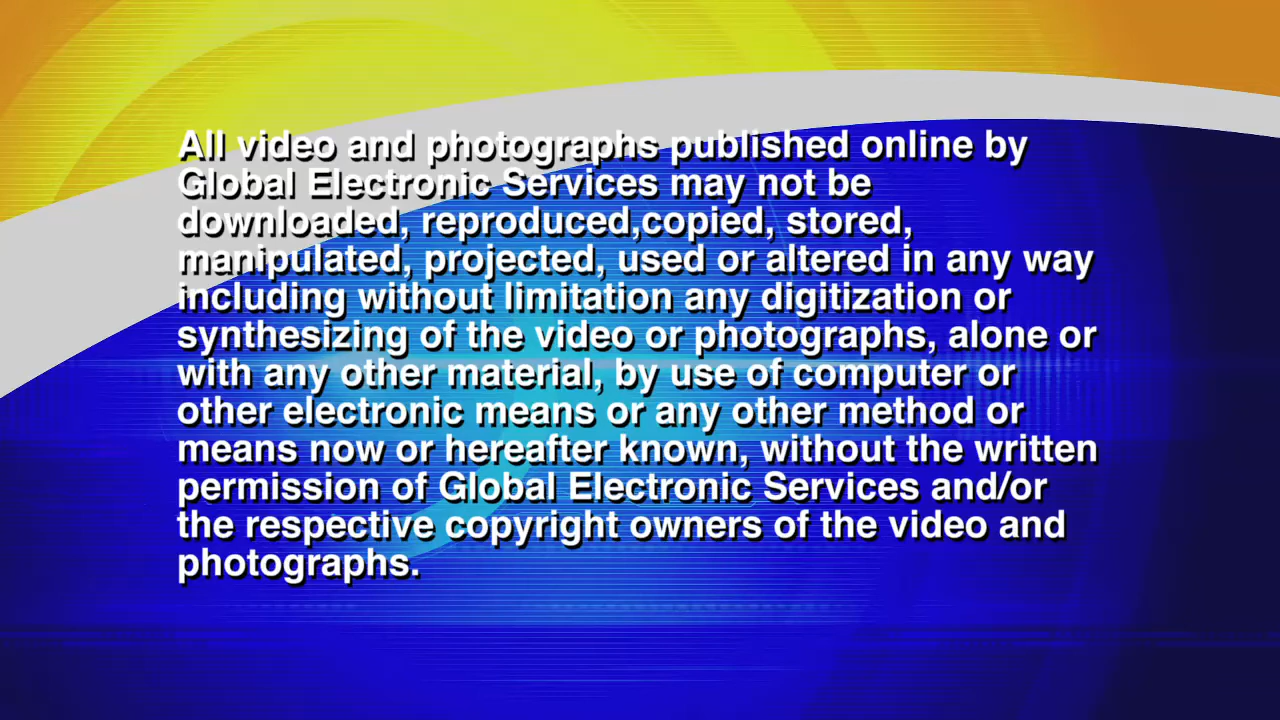 All video and photographs published online by
Global Electronic Services may not be
downloaded, reproduced,copied, stored,
manipulated, projected, used or altered in any way
including without limitation any digitization or
synthesizing of the video or photographs, alone or
with any other material, by use of computer or
other electronic means or any other method or
means now or hereafter known, without the written
permission of Global Electronic Services and/or
the respective copyright owners of the video and
photographs.